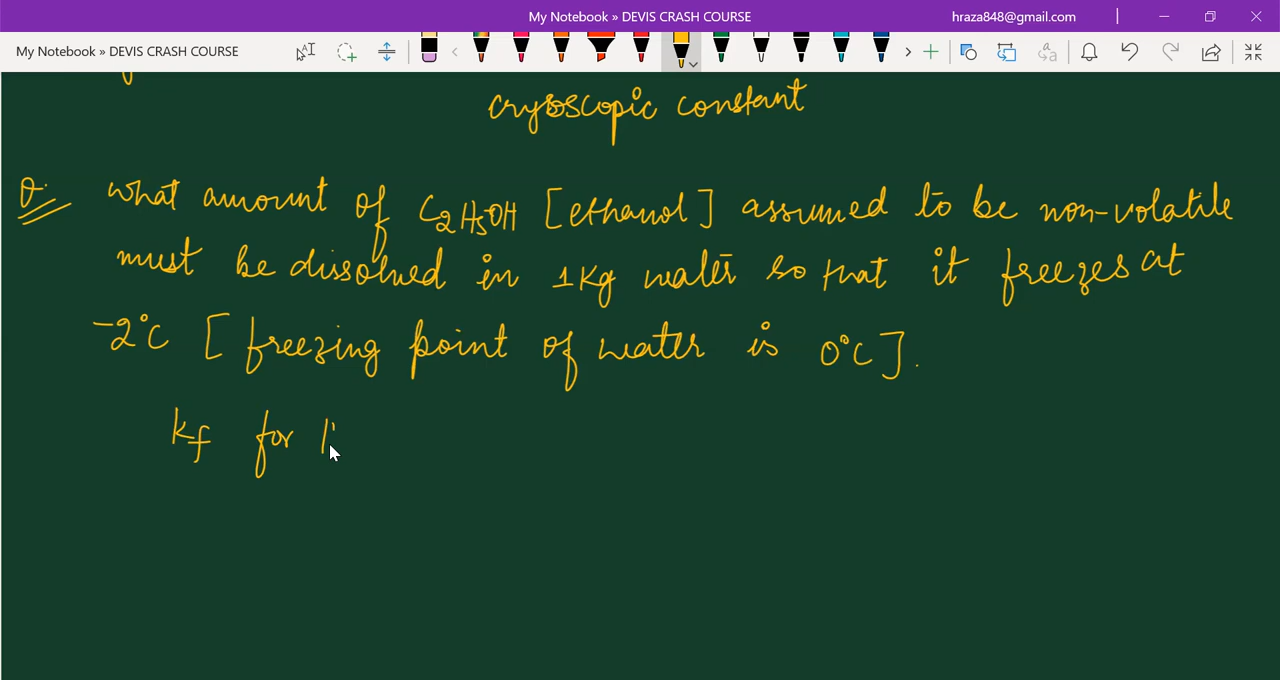 My Notebook » DEVIS CRASH COURSE
hraza848@gmail.com
My Notebook » DEVIS CRASH COURSE
cryoscopic constant
Q. what amount of C2H5OH [ethanol] assumed to be non-volatile
must be dissolved in 1Kg water so that it freezes at
-2°C [freezing point of water is 0°C].
kf for